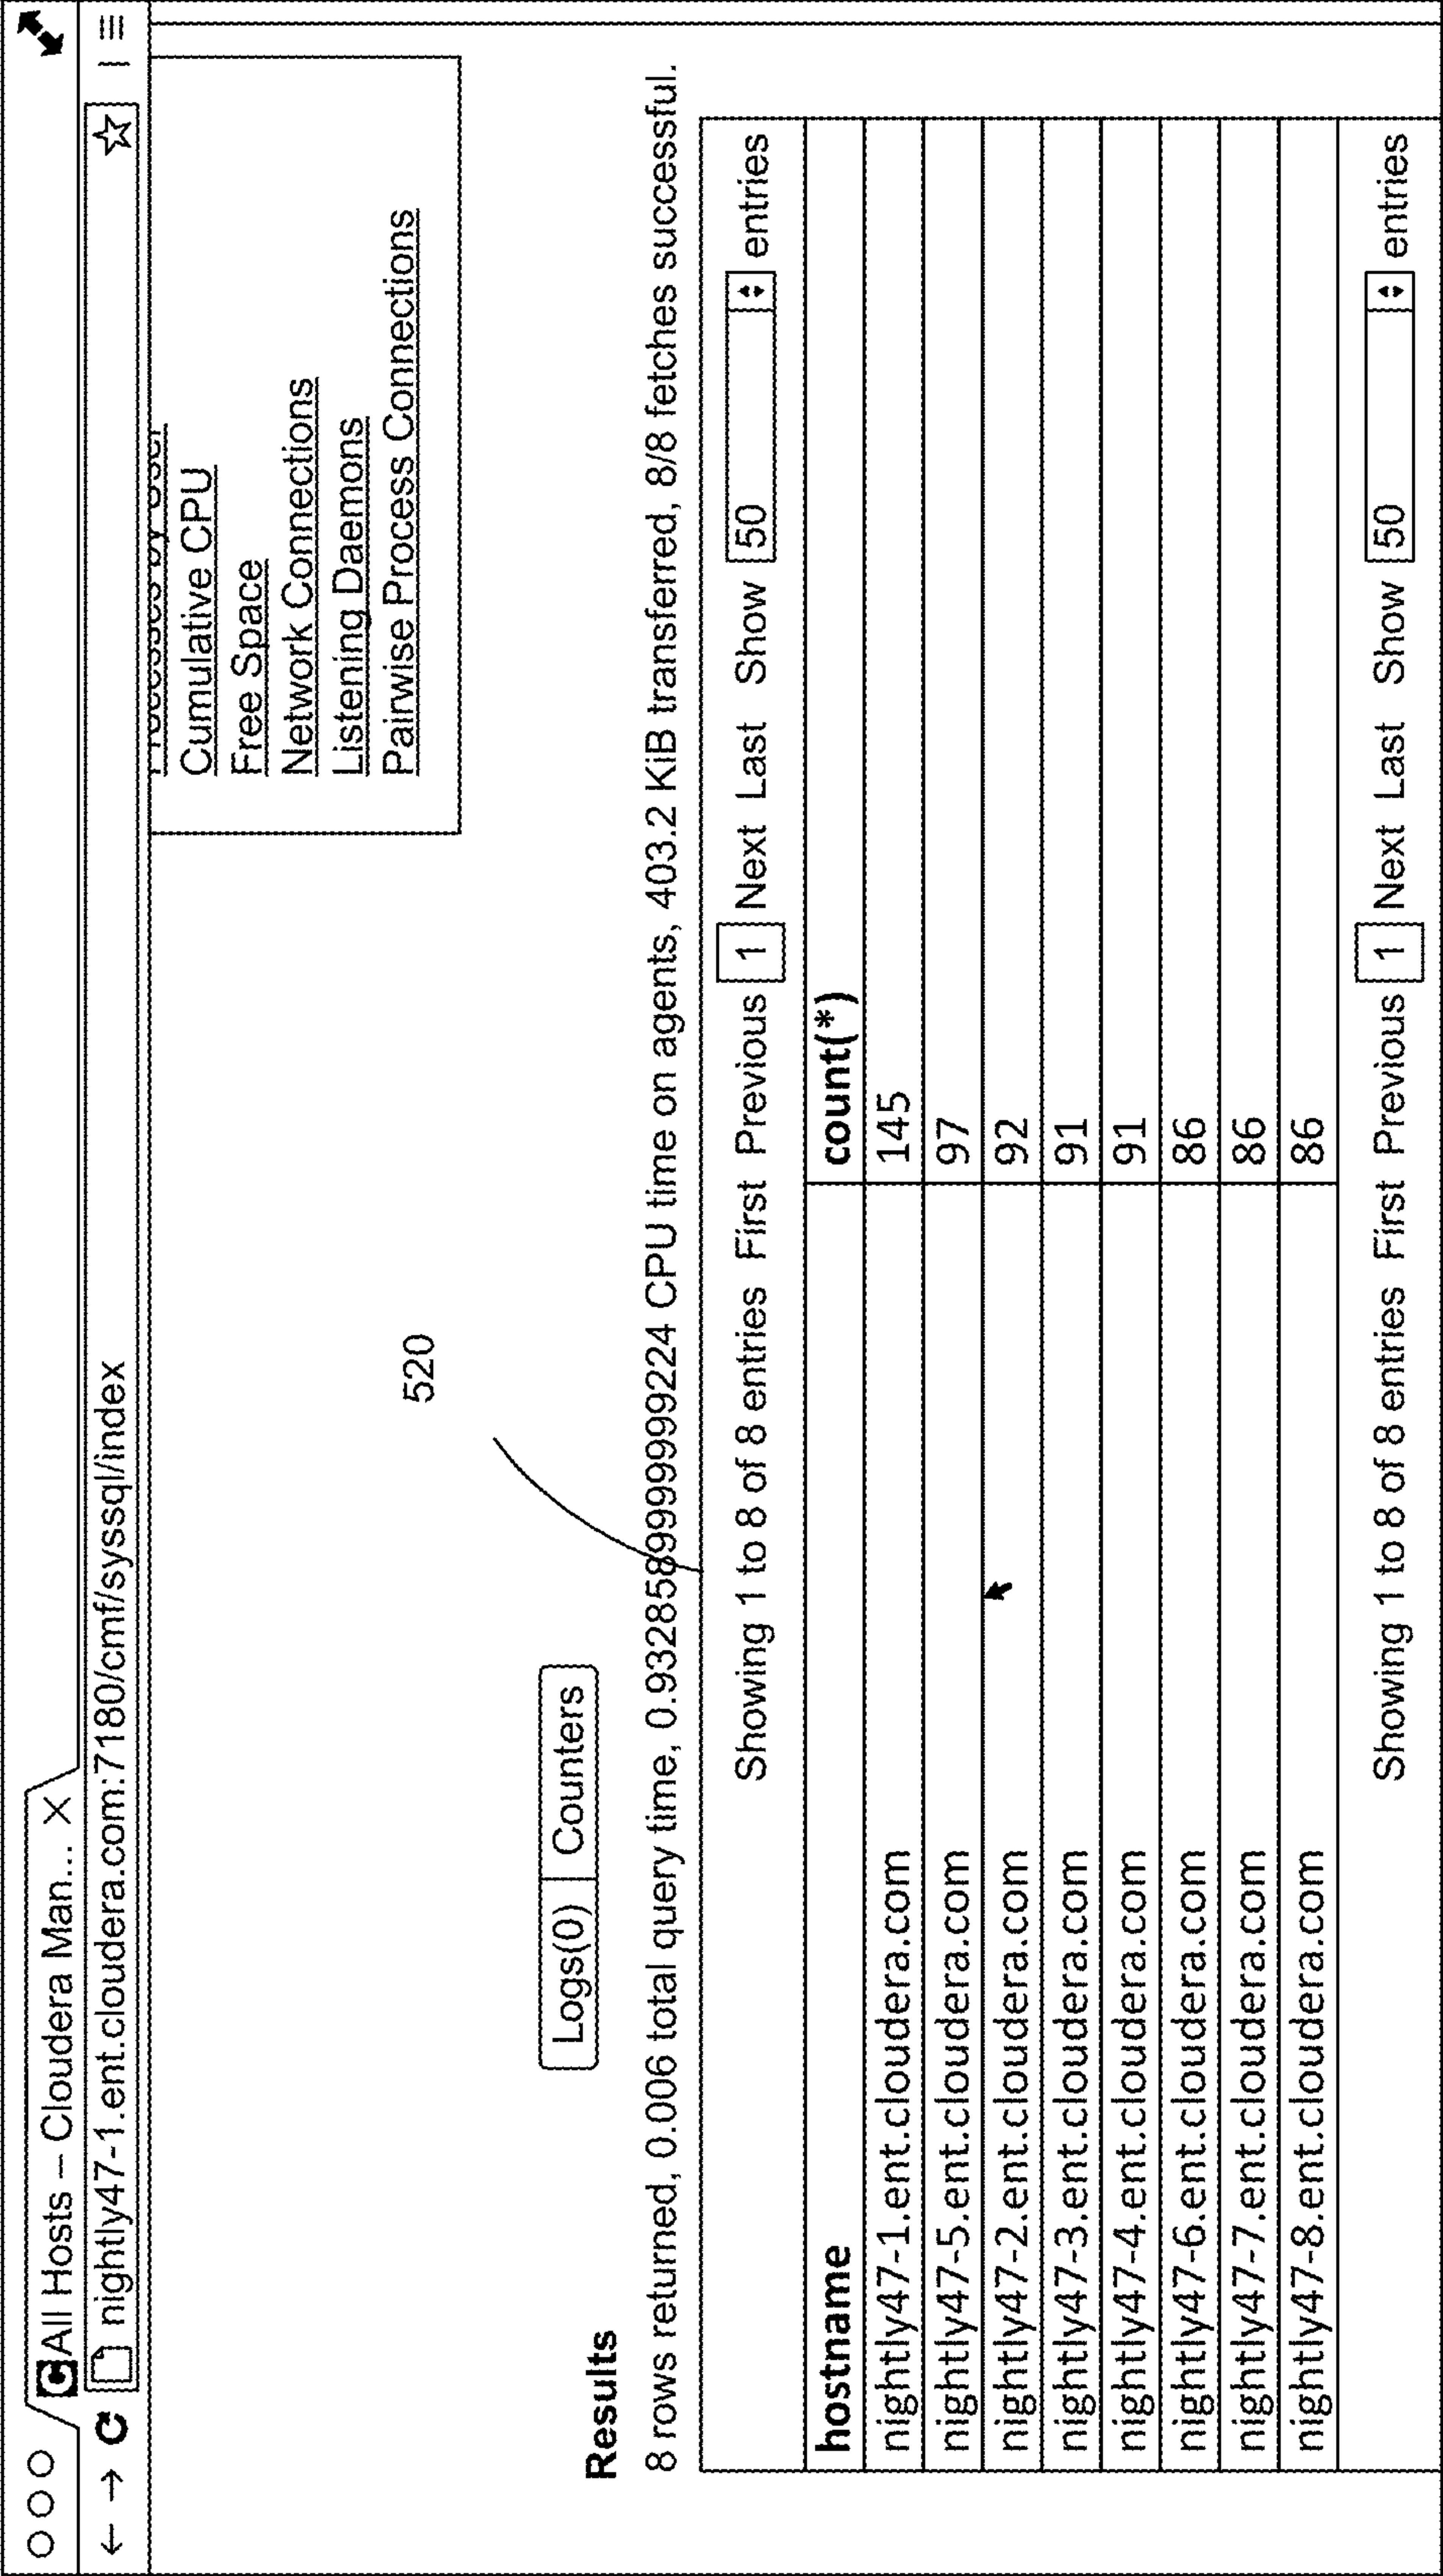 All Hosts – Cloudera Man... X
nightly47-1.ent.cloudera.com:7180/cmf/syssql/index
Cumulative CPU
Free Space
Network Connections
Listening Daemons
Pairwise Process Connections
520
Logs(0) Counters
Results
8 rows returned, 0.006 total query time, 0.9328589999999224 CPU time on agents, 403.2 KiB transferred, 8/8 fetches successful.
Showing 1 to 8 of 8 entries First Previous 1 Next Last Show 50 entries
hostname count(*)
nightly47-1.ent.cloudera.com 145
nightly47-5.ent.cloudera.com 97
nightly47-2.ent.cloudera.com 92
nightly47-3.ent.cloudera.com 91
nightly47-4.ent.cloudera.com 91
nightly47-6.ent.cloudera.com 86
nightly47-7.ent.cloudera.com 86
nightly47-8.ent.cloudera.com 86
Showing 1 to 8 of 8 entries First Previous 1 Next Last Show 50 entries